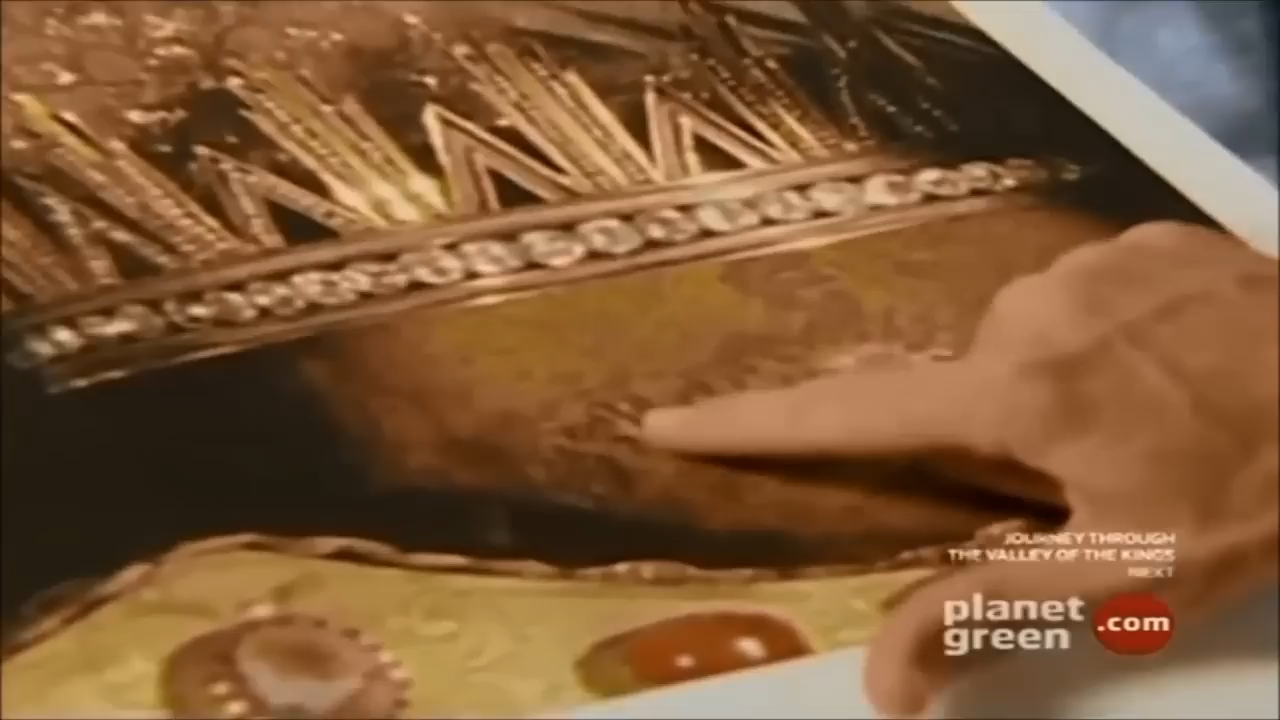 JOURNEY THROUGH
THE VALLEY OF THE KINGS
NEXT
planet
green
.com